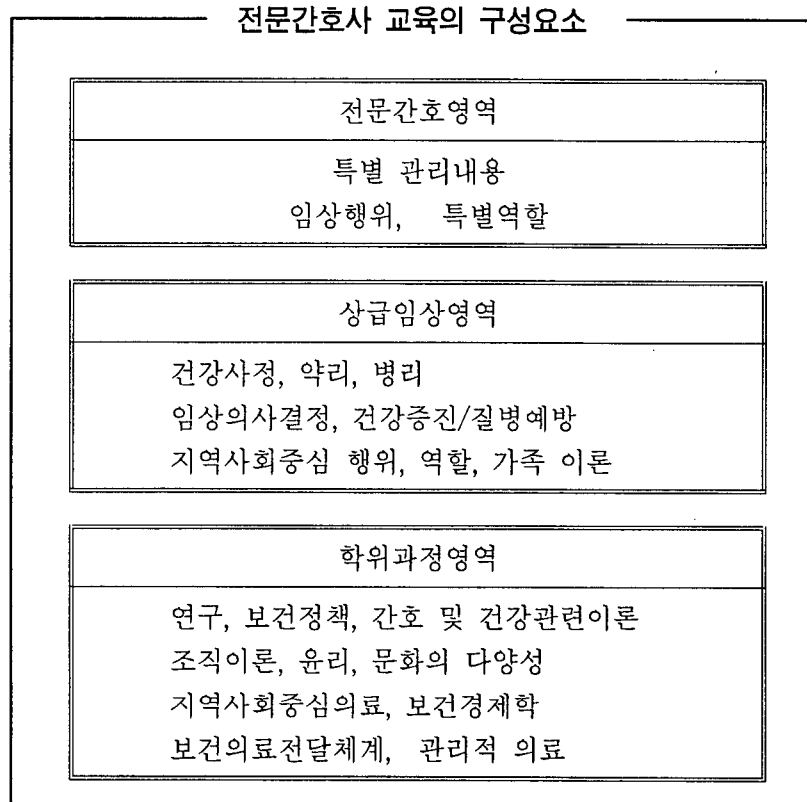 전문간호사 교육의 구성요소
전문간호영역
특별 관리내용
임상행위, 특별역할
상급임상영역
건강사정, 약리, 병리
임상의사결정, 건강증진/질병예방
지역사회중심 행위, 역할, 가족 이론
학위과정영역
연구, 보건정책, 간호 및 건강관련이론
조직이론, 윤리, 문화의 다양성
지역사회중심의료, 보건경제학
보건의료전달체계, 관리적 의료